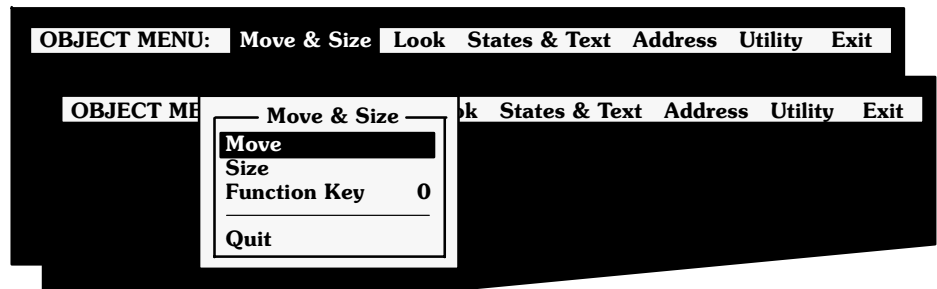 OBJECT MENU: Move & Size Look States & Text Address Utility Exit
OBJECT ME ok States & Text Address Utility Exit
Move & Size
Move
Size
Function Key 0
Quit